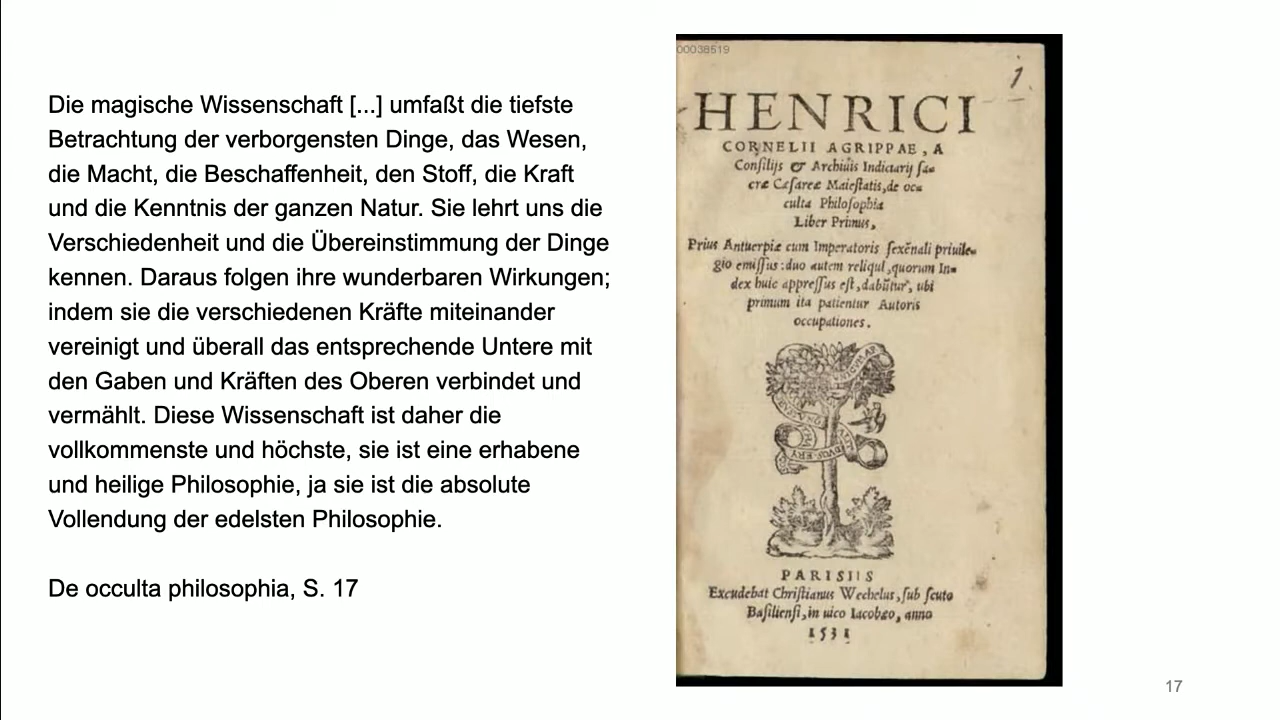 Die magische Wissenschaft [...] umfaßt die tiefste
Betrachtung der verborgensten Dinge, das Wesen,
die Macht, die Beschaffenheit, den Stoff, die Kraft
und die Kenntnis der ganzen Natur. Sie lehrt uns die
Verschiedenheit und die Übereinstimmung der Dinge
kennen. Daraus folgen ihre wunderbaren Wirkungen;
indem sie die verschiedenen Kräfte miteinander
vereinigt und überall das entsprechende Untere mit
den Gaben und Kräften des Oberen verbindet und
vermählt. Diese Wissenschaft ist daher die
vollkommenste und höchste, sie ist eine erhabene
und heilige Philosophie, ja sie ist die absolute
Vollendung der edelsten Philosophie.
De occulta philosophia, S. 17
00038519
1
HENRICI
CORNELII AGRIPPAE, A
Conſilijs & Archiuis Indiciarij ſa=
cræ Cæſareæ Maieſtatis, de oc=
culta Philoſophia
Liber Primus,
Prius Antuerpiæ cum Imperatoris ſexēnali priuile=
gio emiſſus: duo autem reliqui, quorum In=
dex huic appreſſus eſt, dabūtur, ubi
primum ita patientur Autoris
occupationes.
PARISIIS
Excudebat Chriſtianus Wechelus, ſub ſcuto
Baſilienſi, in uico Iacobæo, anno
1531
17